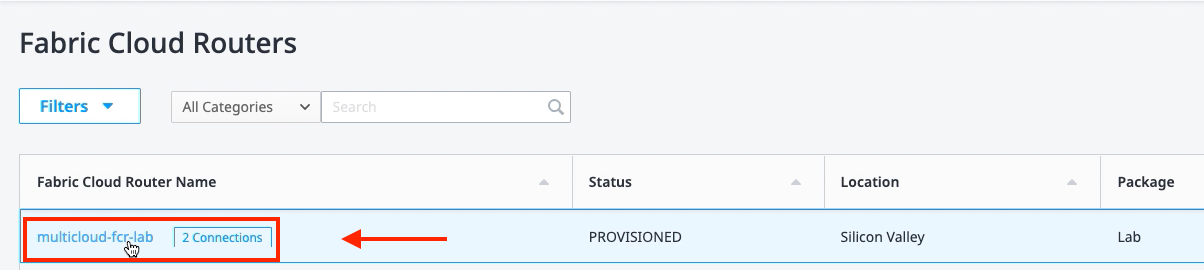 Fabric Cloud Routers
Filters All Categories Search
Fabric Cloud Router Name Status Location Package
multicloud-fcr-lab 2 Connections PROVISIONED Silicon Valley Lab